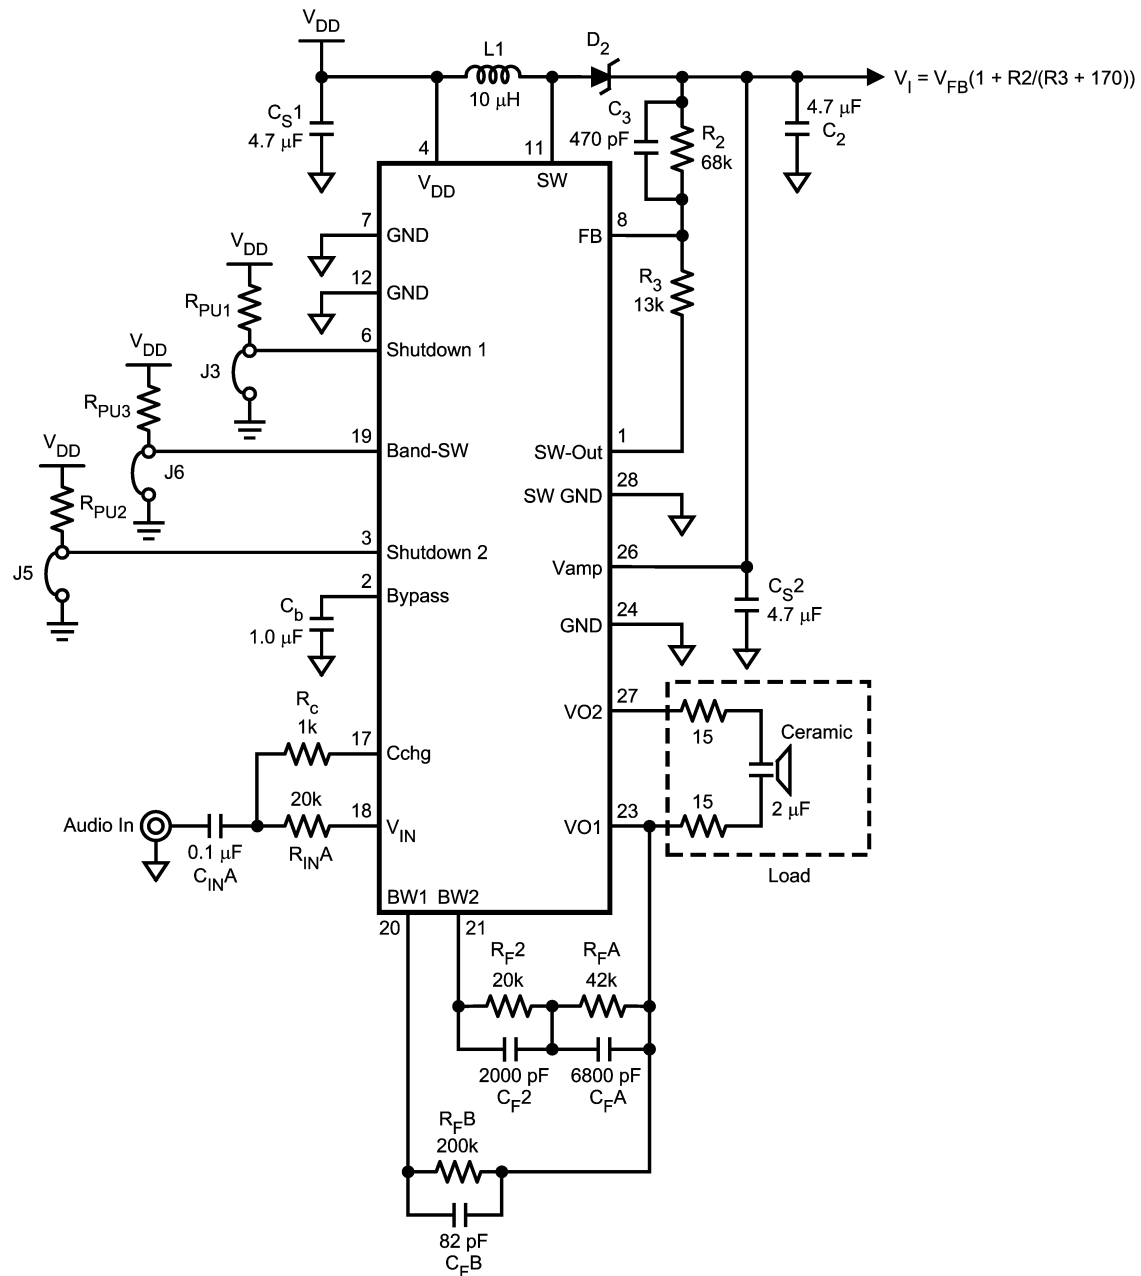 VDD
L1
10 µH
D2
VI = VFB(1 + R2/(R3 + 170))
CS1
4.7 µF
C3
470 pF
R2
68k
4.7 µF
C2
4
11
VDD
SW
7
GND
8
FB
VDD
12
GND
R3
13k
RPU1
6
Shutdown 1
J3
VDD
RPU3
19
Band-SW
1
SW-Out
J6
VDD
28
SW GND
RPU2
3
Shutdown 2
26
Vamp
J5
2
Bypass
CS2
4.7 µF
Cb
1.0 µF
24
GND
27
VO2
15
Ceramic
2 µF
Rc
1k
17
Cchg
20k
18
VIN
RINA
Audio In
0.1 µF
CINA
23
VO1
15
Load
BW1
BW2
20
21
RF2
20k
RFA
42k
2000 pF
CF2
6800 pF
CFA
RFB
200k
82 pF
CFB